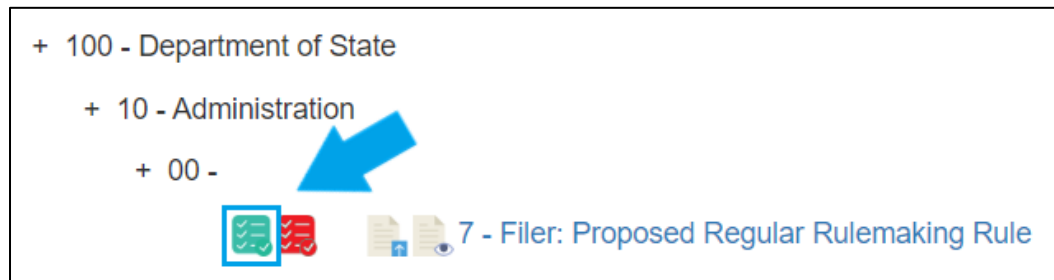 + 100 - Department of State
+ 10 - Administration
+ 00 -
7 - Filer: Proposed Regular Rulemaking Rule